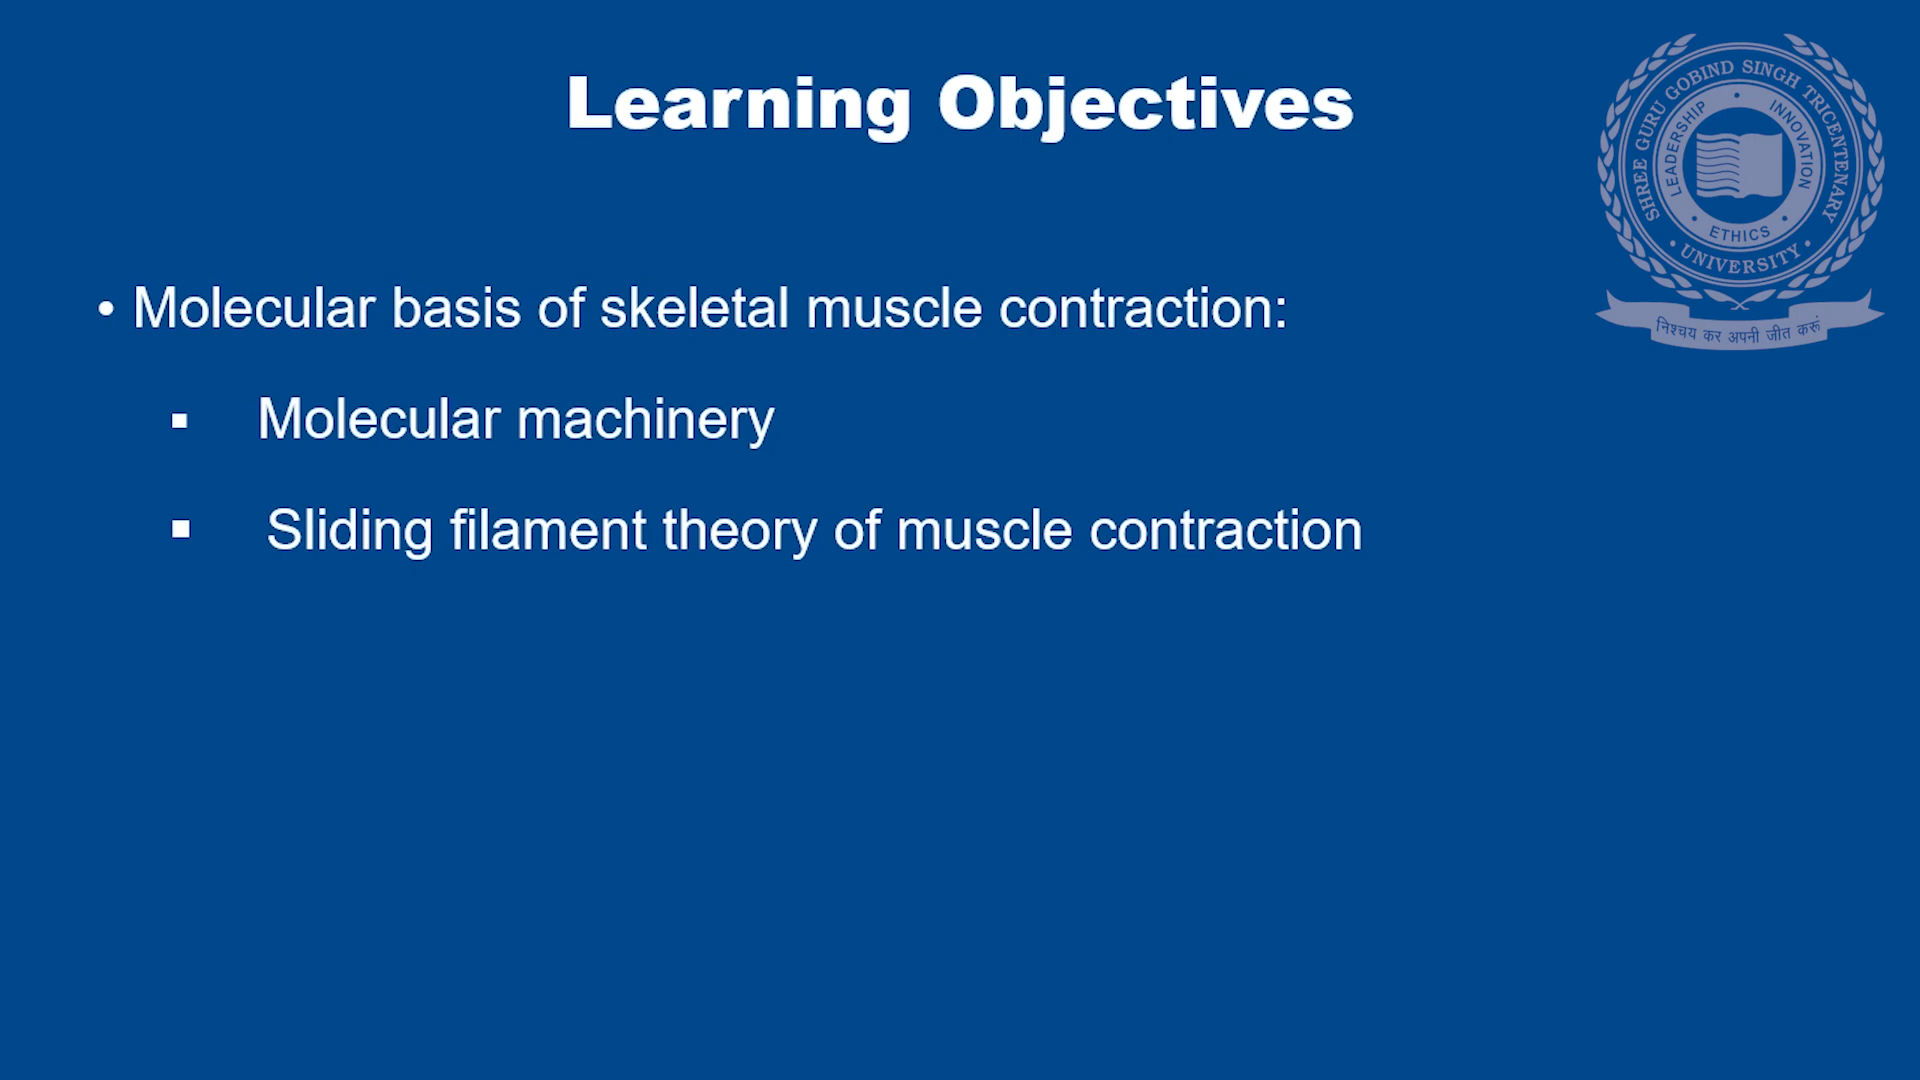 Learning Objectives
SHREE GURU GOBIND SINGH TRICENTENARY
UNIVERSITY
LEADERSHIP
INNOVATION
ETHICS
निश्चय कर अपनी जीत करूं
• Molecular basis of skeletal muscle contraction:
▪ Molecular machinery
▪ Sliding filament theory of muscle contraction